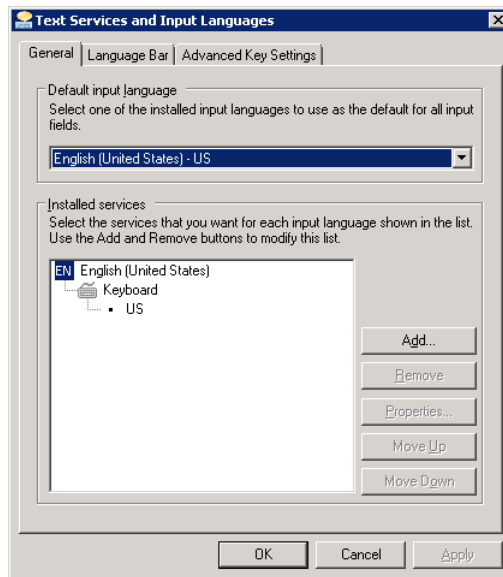 Text Services and Input Languages
General
Language Bar
Advanced Key Settings
Default input language
Select one of the installed input languages to use as the default for all input
fields.
English (United States) - US
Installed services
Select the services that you want for each input language shown in the list.
Use the Add and Remove buttons to modify this list.
EN English (United States)
Keyboard
US
Add...
Remove
Properties...
Move Up
Move Down
OK
Cancel
Apply